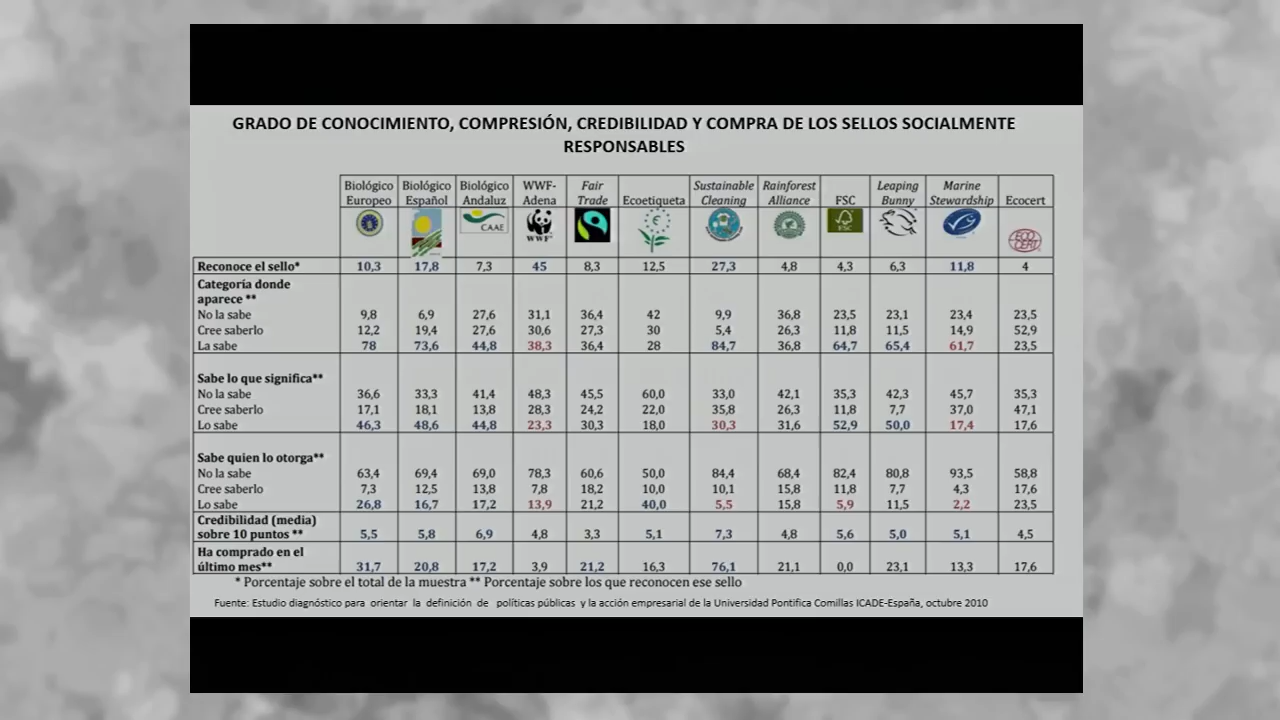 GRADO DE CONOCIMIENTO, COMPRESIÓN, CREDIBILIDAD Y COMPRA DE LOS SELLOS SOCIALMENTE
RESPONSABLES
Biológico Europeo Biológico Español Biológico Andaluz WWF-Adena Fair Trade Ecoetiqueta Sustainable Cleaning Rainforest Alliance FSC Leaping Bunny Marine Stewardship Ecocert
CAAE WWF FSC ECO CERT
Reconoce el sello* 10,3 17,8 7,3 45 8,3 12,5 27,3 4,8 4,3 6,3 11,8 4
Categoría donde
aparece **
No la sabe 9,8 6,9 27,6 31,1 36,4 42 9,9 36,8 23,5 23,1 23,4 23,5
Cree saberlo 12,2 19,4 27,6 30,6 27,3 30 5,4 26,3 11,8 11,5 14,9 52,9
La sabe 78 73,6 44,8 38,3 36,4 28 84,7 36,8 64,7 65,4 61,7 23,5
Sabe lo que significa**
No la sabe 36,6 33,3 41,4 48,3 45,5 60,0 33,0 42,1 35,3 42,3 45,7 35,3
Cree saberlo 17,1 18,1 13,8 28,3 24,2 22,0 35,8 26,3 11,8 7,7 37,0 47,1
Lo sabe 46,3 48,6 44,8 23,3 30,3 18,0 30,3 31,6 52,9 50,0 17,4 17,6
Sabe quien lo otorga**
No la sabe 63,4 69,4 69,0 78,3 60,6 50,0 84,4 68,4 82,4 80,8 93,5 58,8
Cree saberlo 7,3 12,5 13,8 7,8 18,2 10,0 10,1 15,8 11,8 7,7 4,3 17,6
Lo sabe 26,8 16,7 17,2 13,9 21,2 40,0 5,5 15,8 5,9 11,5 2,2 23,5
Credibilidad (media)
sobre 10 puntos ** 5,5 5,8 6,9 4,8 3,3 5,1 7,3 4,8 5,6 5,0 5,1 4,5
Ha comprado en el
último mes** 31,7 20,8 17,2 3,9 21,2 16,3 76,1 21,1 0,0 23,1 13,3 17,6
* Porcentaje sobre el total de la muestra ** Porcentaje sobre los que reconocen ese sello
Fuente: Estudio diagnóstico para orientar la definición de políticas públicas y la acción empresarial de la Universidad Pontifica Comillas ICADE-España, octubre 2010